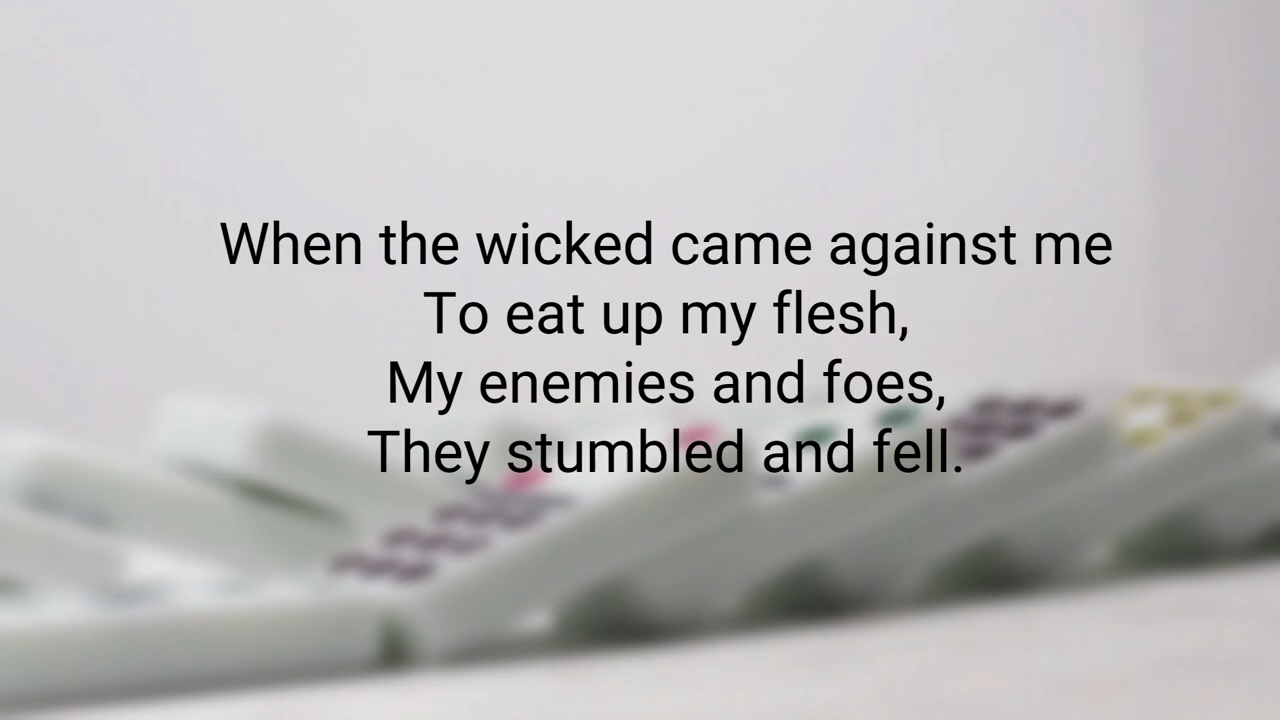 When the wicked came against me
To eat up my flesh,
My enemies and foes,
They stumbled and fell.